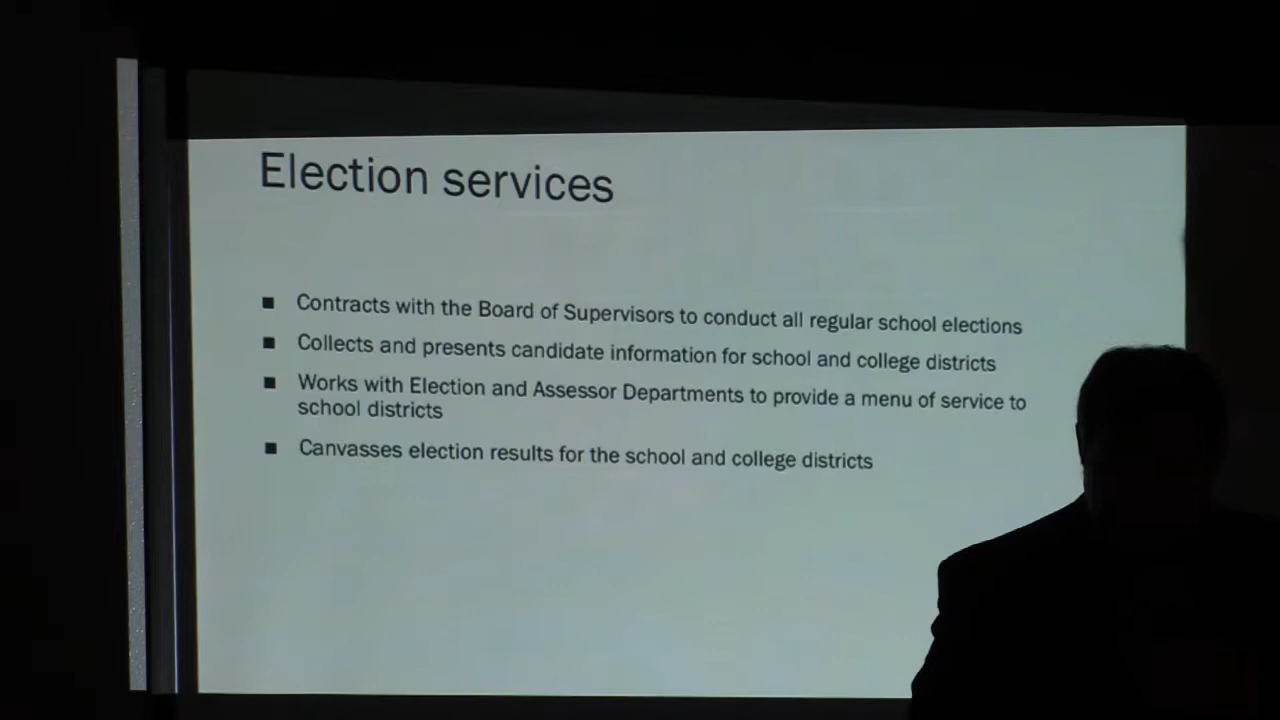 Election services
■ Contracts with the Board of Supervisors to conduct all regular school elections
■ Collects and presents candidate information for school and college districts
■ Works with Election and Assessor Departments to provide a menu of service to
school districts
■ Canvasses election results for the school and college districts